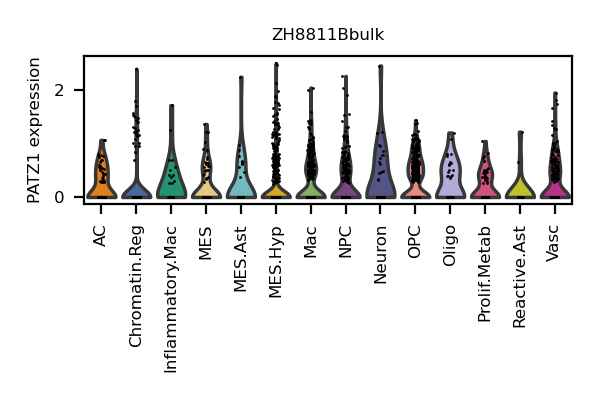 ZH8811Bbulk
PATZ1 expression
2
0
AC
Chromatin.Reg
Inflammatory.Mac
MES
MES.Ast
MES.Hyp
Mac
NPC
Neuron
OPC
Oligo
Prolif.Metab
Reactive.Ast
Vasc